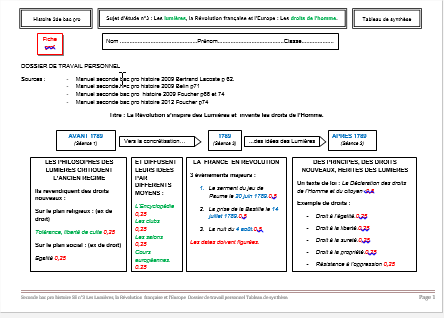 Histoire 2de bac pro
Sujet d'étude n°3 : Les lumières, la Révolution française et l'Europe : Les droits de l'homme.
Tableau de synthèse
Fiche
prof
Nom...Prénom...Classe...
DOSSIER DE TRAVAIL PERSONNEL
Sources :
- Manuel seconde bac pro histoire 2009 Bertrand Lacoste p 62.
- Manuel seconde bac pro histoire 2009 Belin p71
- Manuel seconde bac pro histoire 2009 Foucher p68 et 74
- Manuel seconde bac pro histoire 2012 Foucher p74
Titre : La Révolution s'inspire des Lumières et invente les droits de l'homme.
AVANT 1789
(Séance 1)
Vers la concrétisation...
1789
(Séance 2)
...des idées des Lumières
APRES 1789
(Séance 3)
LES PHILOSOPHES DES
LUMIERES CRITIQUENT
L'ANCIEN REGIME
Ils revendiquent des droits
nouveaux :
Sur le plan religieux : (ex de
droit)
Tolérance, liberté de culte 0,25
Sur le plan social : (ex de droit)
Egalité 0,25
ET DIFFUSENT
LEURS IDEES
PAR
DIFFERENTS
MOYENS :
L'Encyclopédie
0,25
Les clubs
0,25
Les salons
0,25
Cours
européennes.
0,25
LA FRANCE EN REVOLUTION
3 évènements majeurs :
1. Le serment du jeu de
Paume le 20 juin 1789.0,5
2. La prise de la Bastille le 14
juillet 1789.0,5
3. La nuit du 4 août.0,5
Les dates doivent figurées.
DES PRINCIPES, DES DROITS
NOUVEAUX, HERITES DES LUMIERES
Un texte de loi : La Déclaration des droits
de l'homme et du citoyen.0,5
Exemple de droits :
- Droit à l'égalité.0,25
- Droit à la liberté.0,25
- Droit à la sureté.0,25
- Droit à la propriété.0,25
- Résistance à l'oppression 0,25
Seconde bac pro histoire SE n°3 Les Lumières, la Révolution française et l'Europe Dossier de travail personnel Tableau de synthèse
Page 1